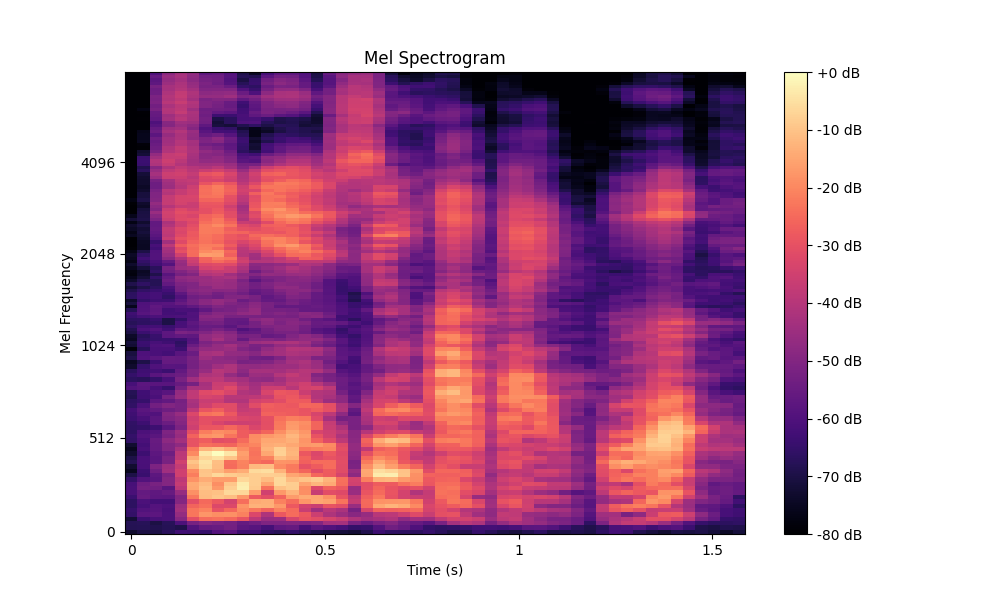 Mel Spectrogram
+0 dB
-10 dB
-20 dB
-30 dB
-40 dB
-50 dB
-60 dB
-70 dB
-80 dB
4096
2048
1024
512
0
Mel Frequency
0
0.5
1
1.5
Time (s)